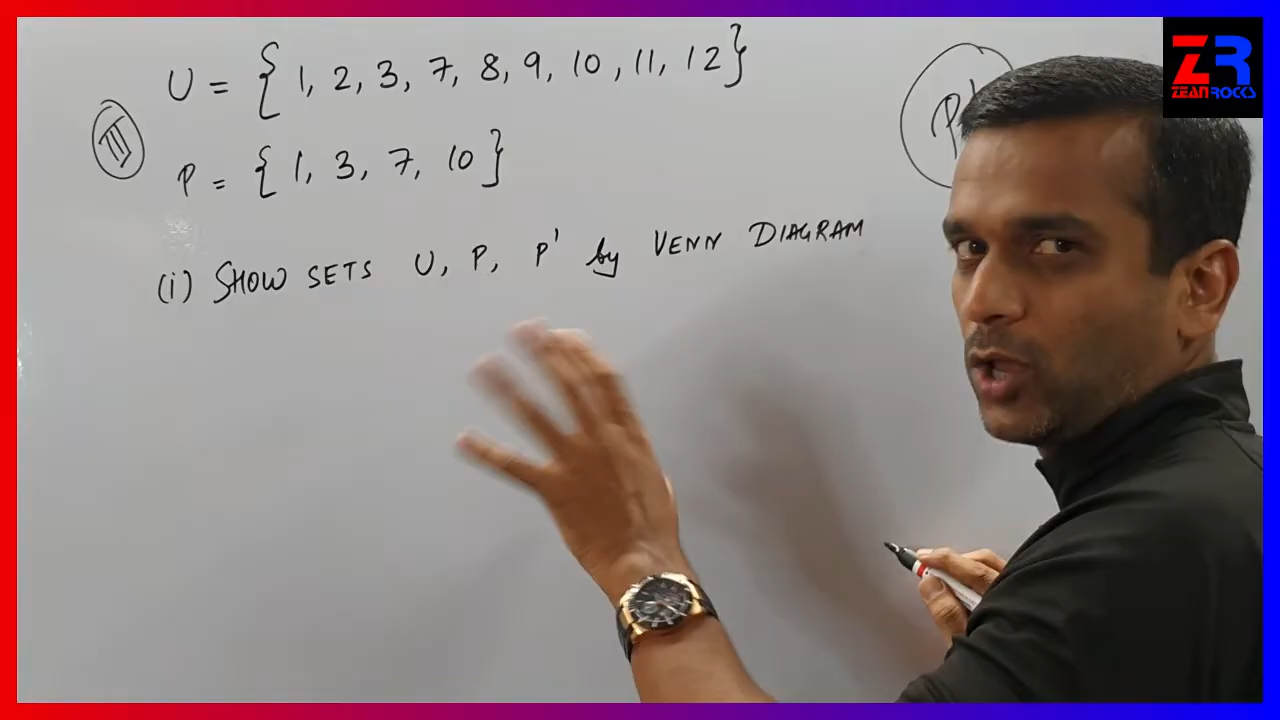 U = { 1, 2, 3, 7, 8, 9, 10, 11, 12 }
III
P = { 1, 3, 7, 10 }
(i) SHOW SETS U, P, P' by VENN DIAGRAM
ZR
ZEAN ROCKS